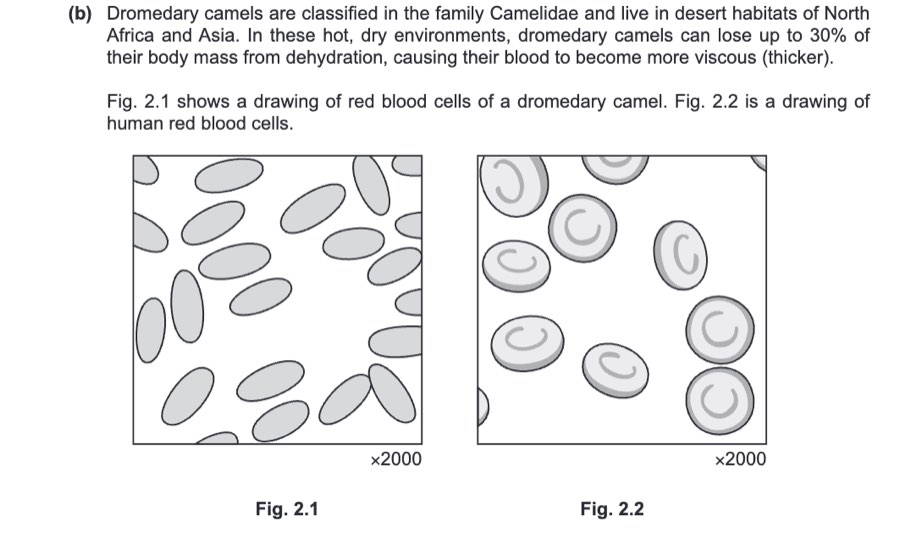 (b) Dromedary camels are classified in the family Camelidae and live in desert habitats of North
Africa and Asia. In these hot, dry environments, dromedary camels can lose up to 30% of
their body mass from dehydration, causing their blood to become more viscous (thicker).
Fig. 2.1 shows a drawing of red blood cells of a dromedary camel. Fig. 2.2 is a drawing of
human red blood cells.
×2000
×2000
Fig. 2.1
Fig. 2.2